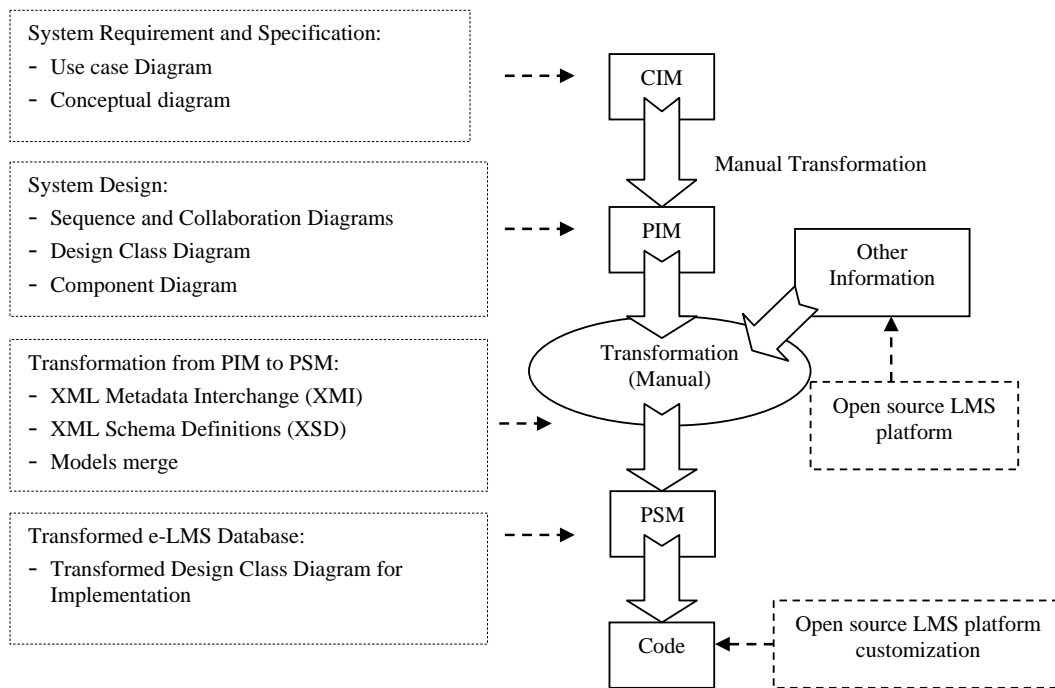 System Requirement and Specification:
- Use case Diagram
- Conceptual diagram
CIM
Manual Transformation
System Design:
- Sequence and Collaboration Diagrams
- Design Class Diagram
- Component Diagram
PIM
Other
Information
Transformation from PIM to PSM:
- XML Metadata Interchange (XMI)
- XML Schema Definitions (XSD)
- Models merge
Transformation
(Manual)
Open source LMS
platform
Transformed e-LMS Database:
- Transformed Design Class Diagram for
Implementation
PSM
Code
Open source LMS platform
customization